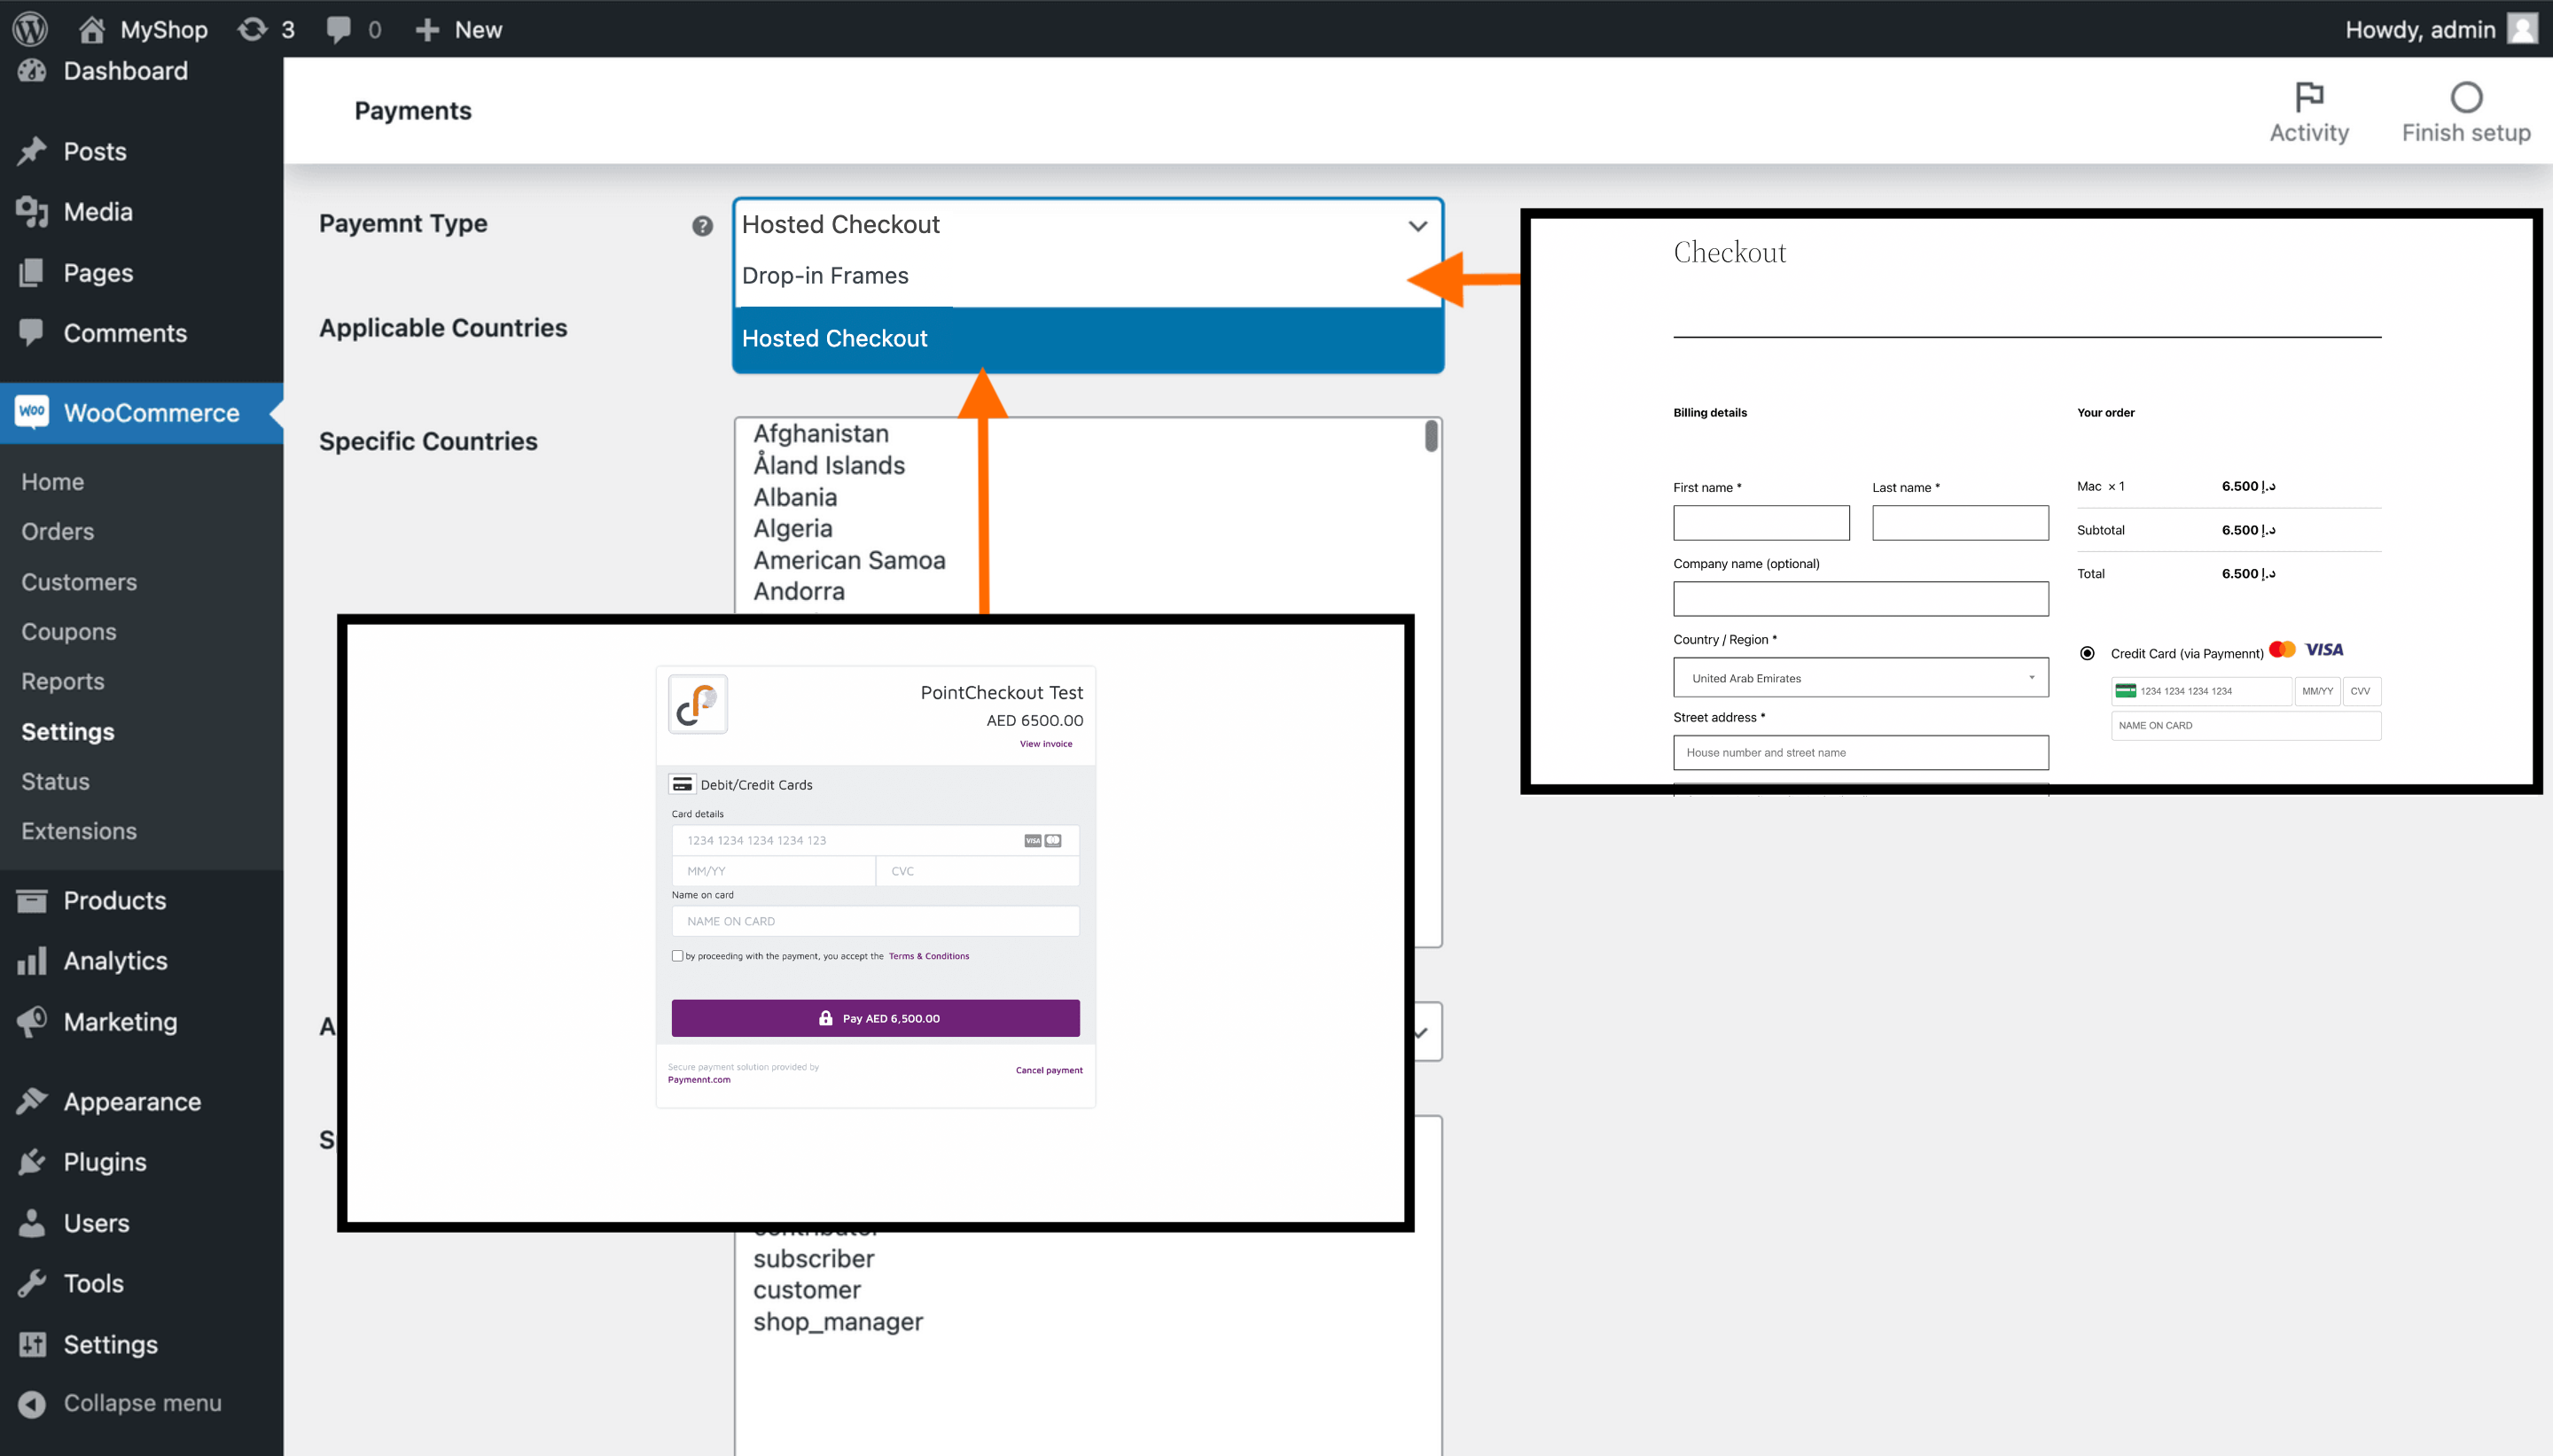 MyShop
3
0
New
Howdy, admin
Dashboard
Posts
Media
Pages
Comments
Woo
WooCommerce
Home
Orders
Customers
Coupons
Reports
Settings
Status
Extensions
Products
Analytics
Marketing
Appearance
Plugins
Users
Tools
Settings
Collapse menu
Payments
Activity
Finish setup
Payemnt Type
?
Hosted Checkout
Drop-in Frames
Hosted Checkout
Applicable Countries
Specific Countries
Afghanistan
Åland Islands
Albania
Algeria
American Samoa
Andorra
A
S
PointCheckout Test
AED 6500.00
View invoice
Debit/Credit Cards
Card details
1234 1234 1234 1234 123
VISA
MM/YY CVC
Name on card
NAME ON CARD
by proceeding with the payment, you accept the Terms & Conditions
Pay AED 6,500.00
Secure payment solution provided by
Paymennt.com
Cancel payment
subscriber
customer
shop_manager
Checkout
Billing details
First name * Last name *
Company name (optional)
Country / Region *
United Arab Emirates
Street address *
House number and street name
Your order
Mac × 1 6.500 د.إ
Subtotal 6.500 د.إ
Total 6.500 د.إ
Credit Card (via Paymennt) VISA
1234 1234 1234 1234 MM/YY CVV
NAME ON CARD